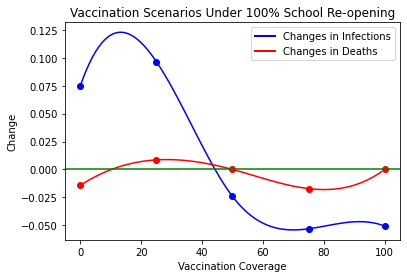 Vaccination Scenarios Under 100% School Re-opening
Changes in Infections
Changes in Deaths
0.125
0.100
0.075
0.050
0.025
0.000
−0.025
−0.050
Change
0 20 40 60 80 100
Vaccination Coverage